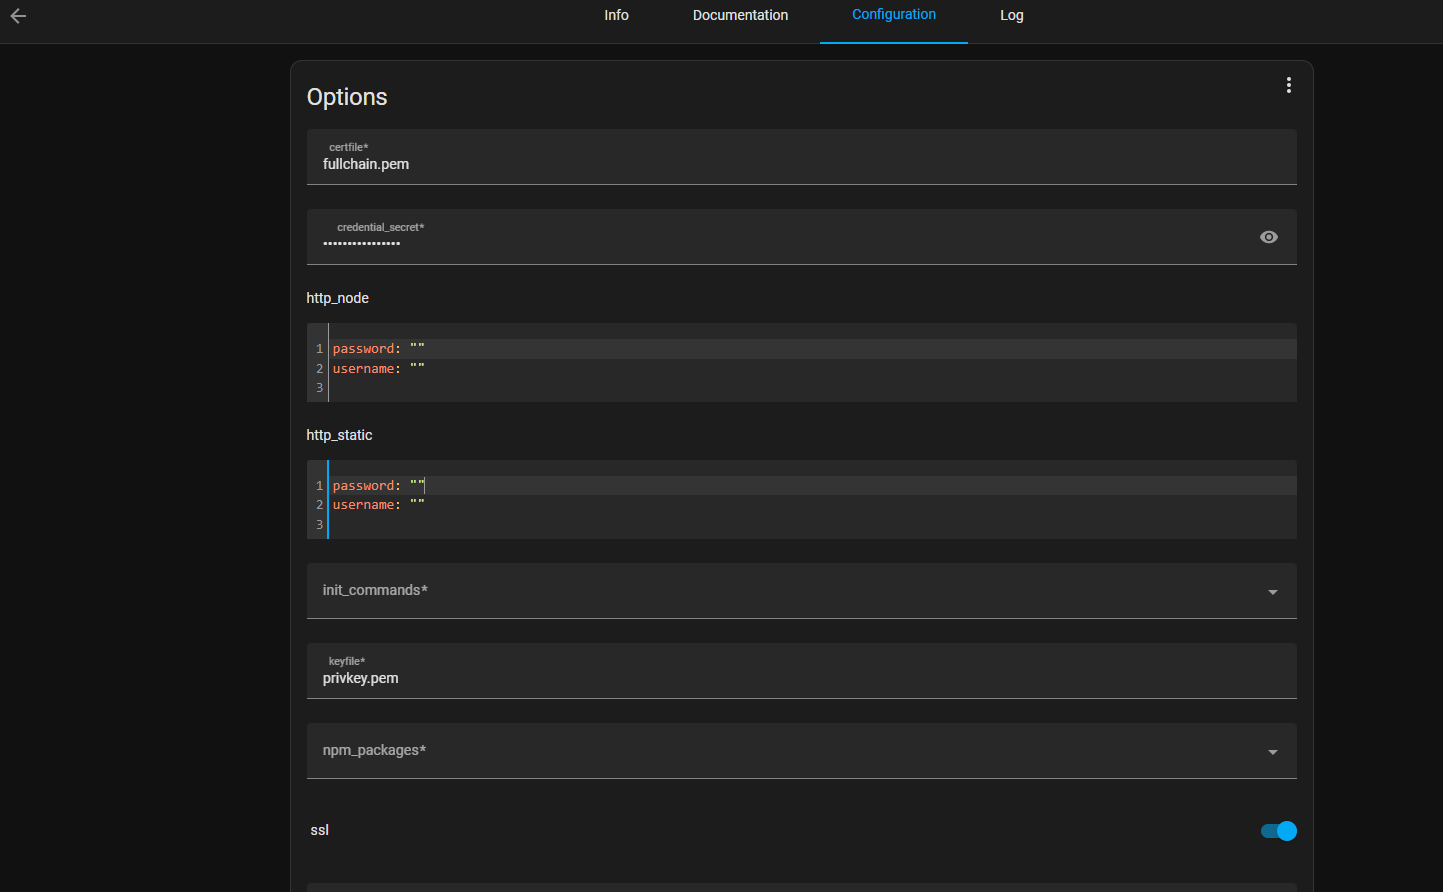 Info
Documentation
Configuration
Log
Options
certfile*
fullchain.pem
credential_secret*
••••••••••••••••
http_node
1 password: ""
2 username: ""
3
http_static
1 password: ""
2 username: ""
3
init_commands*
keyfile*
privkey.pem
npm_packages*
ssl